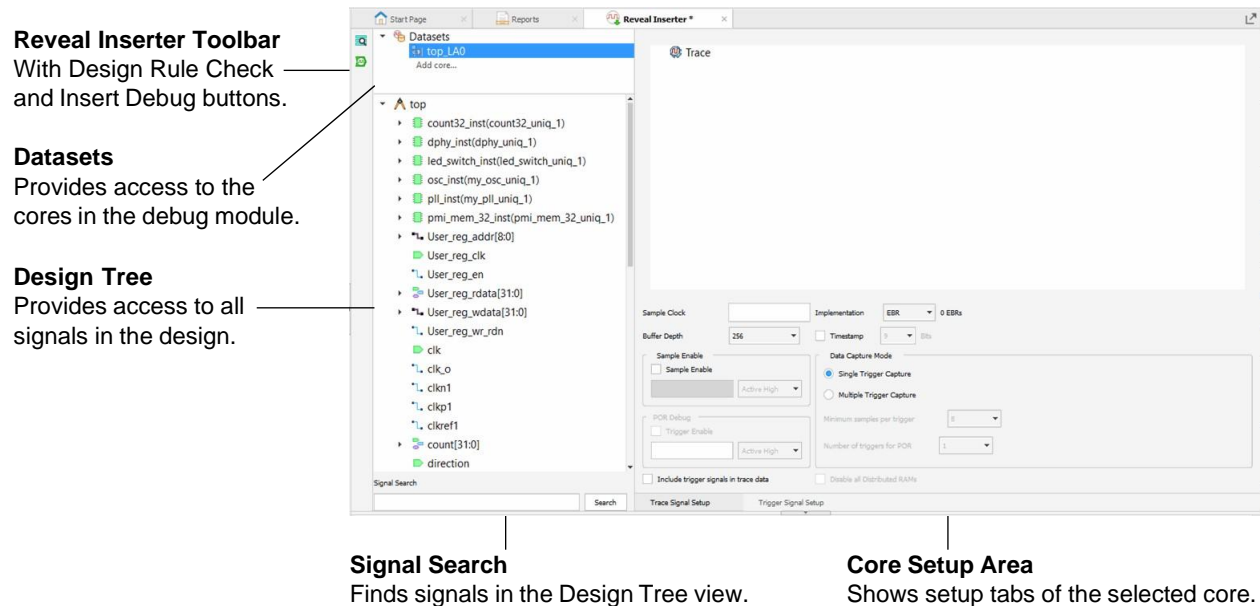 Start Page
Reports
Reveal Inserter *
Reveal Inserter Toolbar
With Design Rule Check
and Insert Debug buttons.
Datasets
Provides access to the
cores in the debug module.
Design Tree
Provides access to all
signals in the design.
Datasets
top_LA0
Add core...
top
count32_inst(count32_uniq_1)
dphy_inst(dphy_uniq_1)
led_switch_inst(led_switch_uniq_1)
osc_inst(my_osc_uniq_1)
pll_inst(my_pll_uniq_1)
pmi_mem_32_inst(pmi_mem_32_uniq_1)
User_reg_addr[8:0]
User_reg_clk
User_reg_en
User_reg_rdata[31:0]
User_reg_wdata[31:0]
User_reg_wr_rdn
clk
clk_o
clkn1
clkp1
clkref1
count[31:0]
direction
Signal Search
Search
Trace
Sample Clock
Implementation EBR 0 EBRs
Buffer Depth 256
Timestamp 9 Bits
Sample Enable
Sample Enable
Active High
POR Debug
Trigger Enable
Active High
Data Capture Mode
Single Trigger Capture
Multiple Trigger Capture
Minimum samples per trigger 8
Number of triggers for POR 1
Include trigger signals in trace data
Disable all Distributed RAMs
Trace Signal Setup Trigger Signal Setup
Signal Search
Finds signals in the Design Tree view.
Core Setup Area
Shows setup tabs of the selected core.